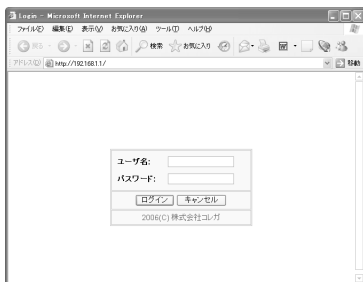 Login - Microsoft Internet Explorer
ファイル(F) 編集(E) 表示(V) お気に入り(A) ツール(T) ヘルプ(H)
戻る 検索 お気に入り
アドレス(D) http://192.168.1.1/ 移動
ユーザ名:
パスワード:
ログイン キャンセル
2006(C) 株式会社コレガ